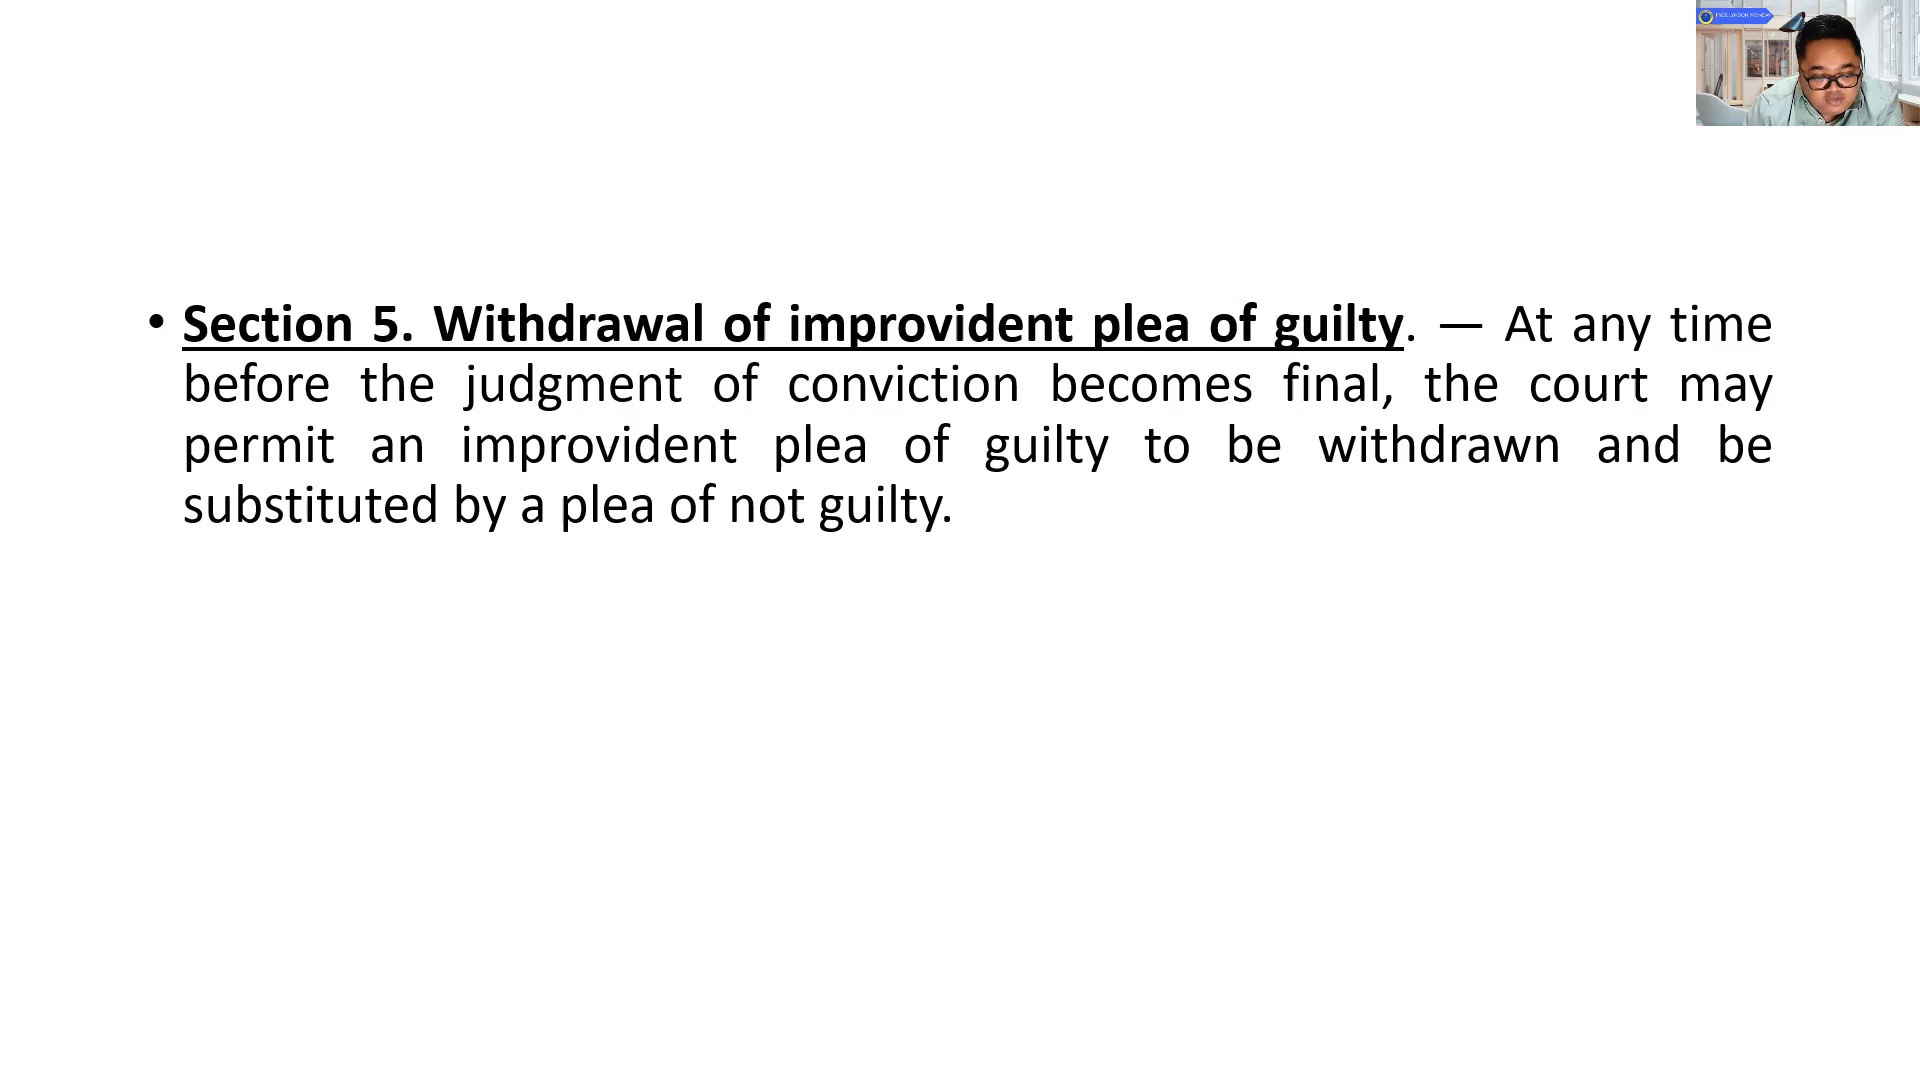 • Section 5. Withdrawal of improvident plea of guilty. — At any time
before the judgment of conviction becomes final, the court may
permit an improvident plea of guilty to be withdrawn and be
substituted by a plea of not guilty.